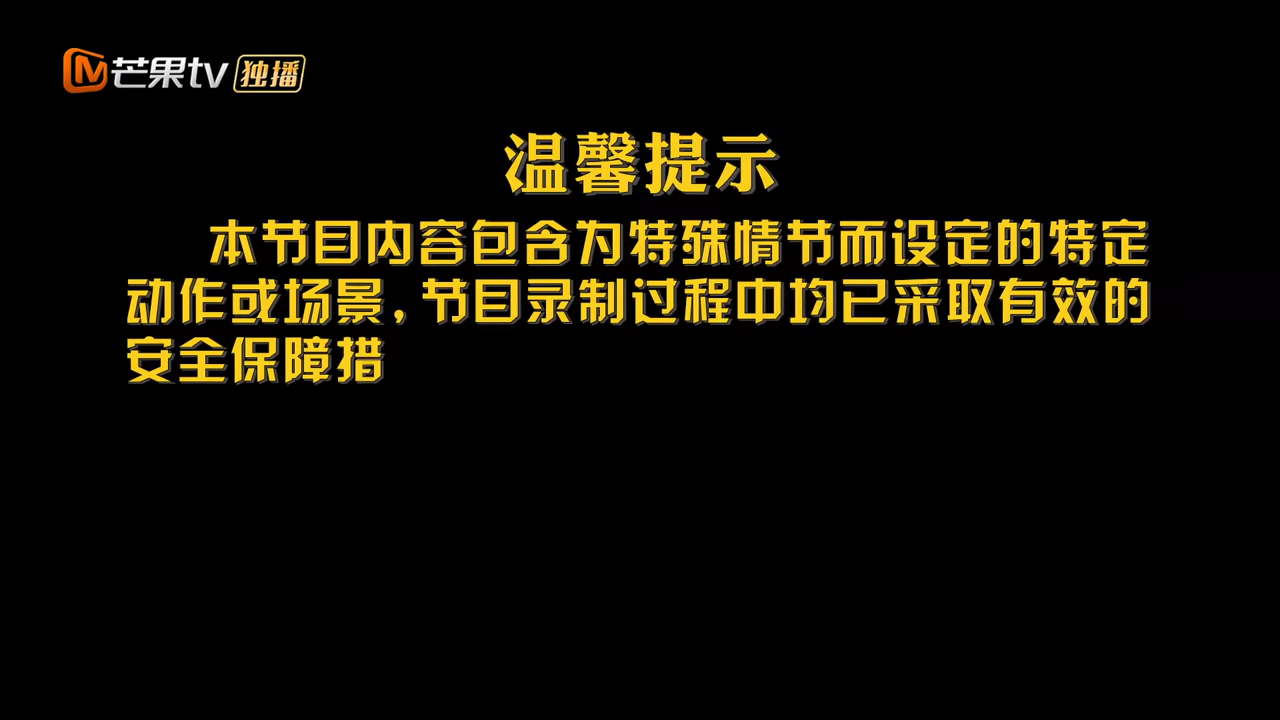 芒果tv 独播
温馨提示
本节目内容包含为特殊情节而设定的特定
动作或场景,节目录制过程中均已采取有效的
安全保障措